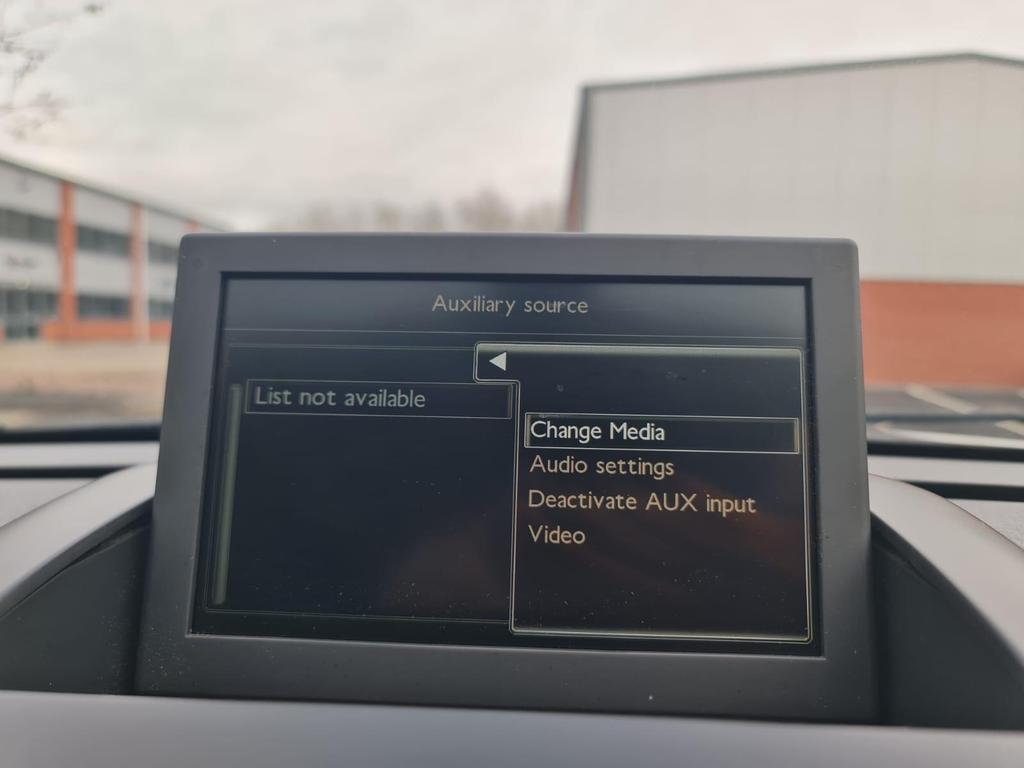 Auxiliary source
List not available
Change Media
Audio settings
Deactivate AUX input
Video